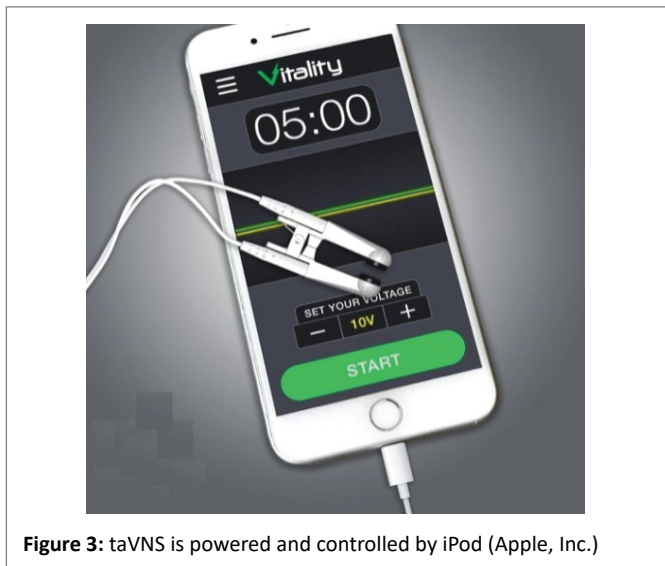 Vitality
05:00
SET YOUR VOLTAGE
− 10V +
START
Figure 3: taVNS is powered and controlled by iPod (Apple, Inc.)